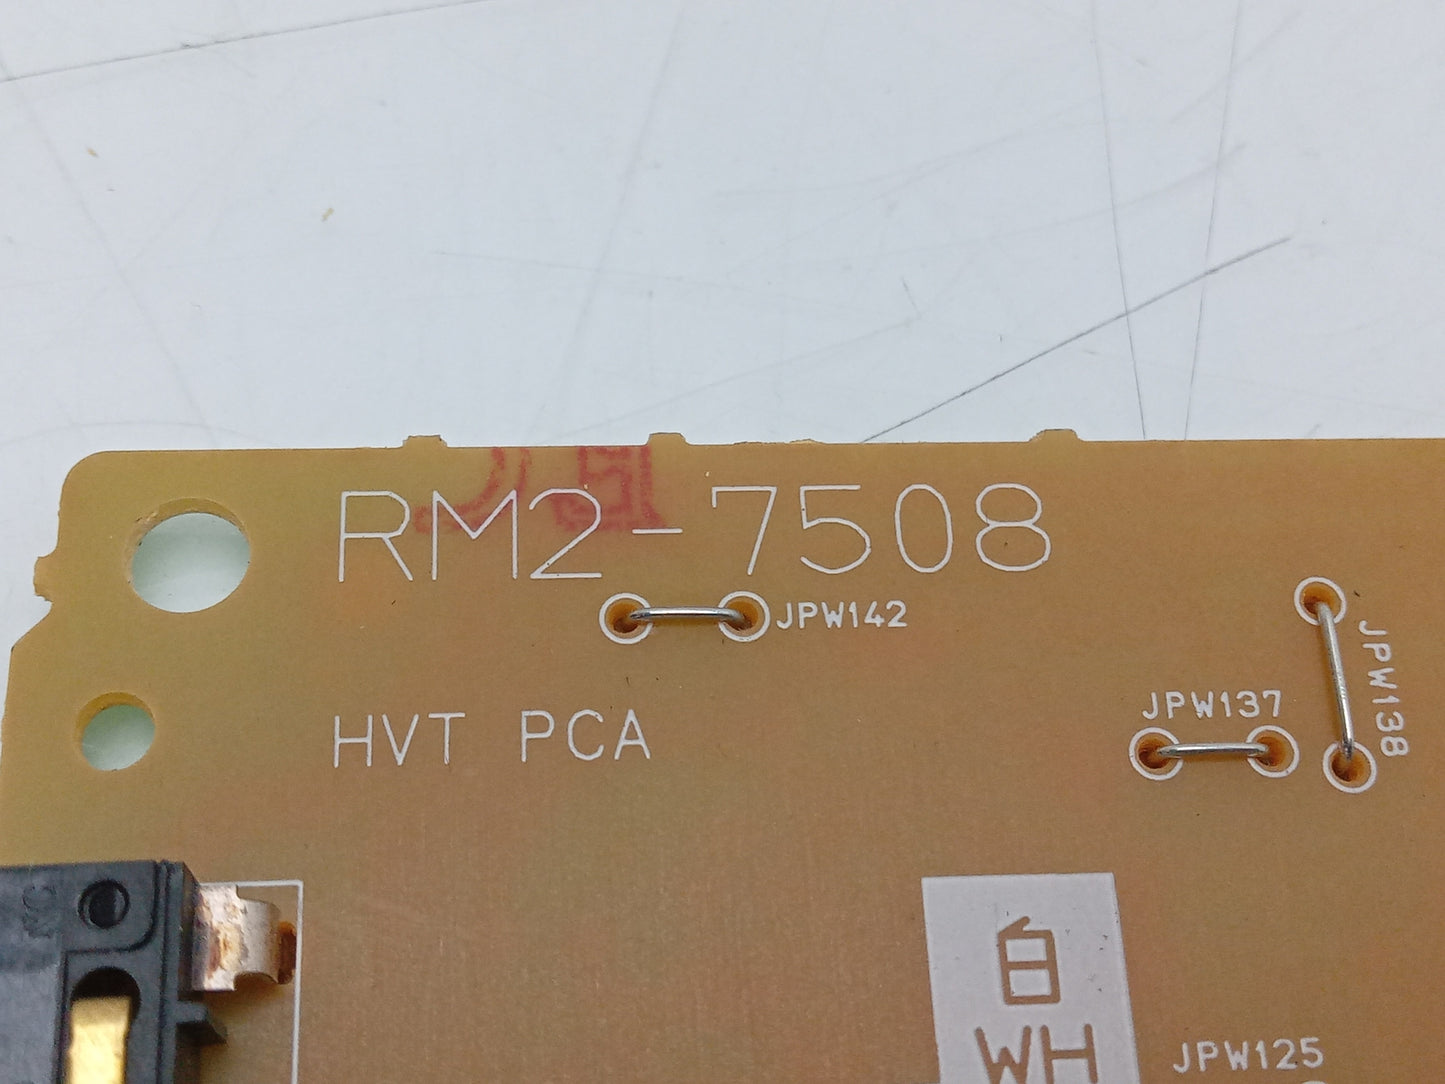 RM2-7508
JPW142
JPW138
JPW137
HVT PCA
白
WH
JPW125